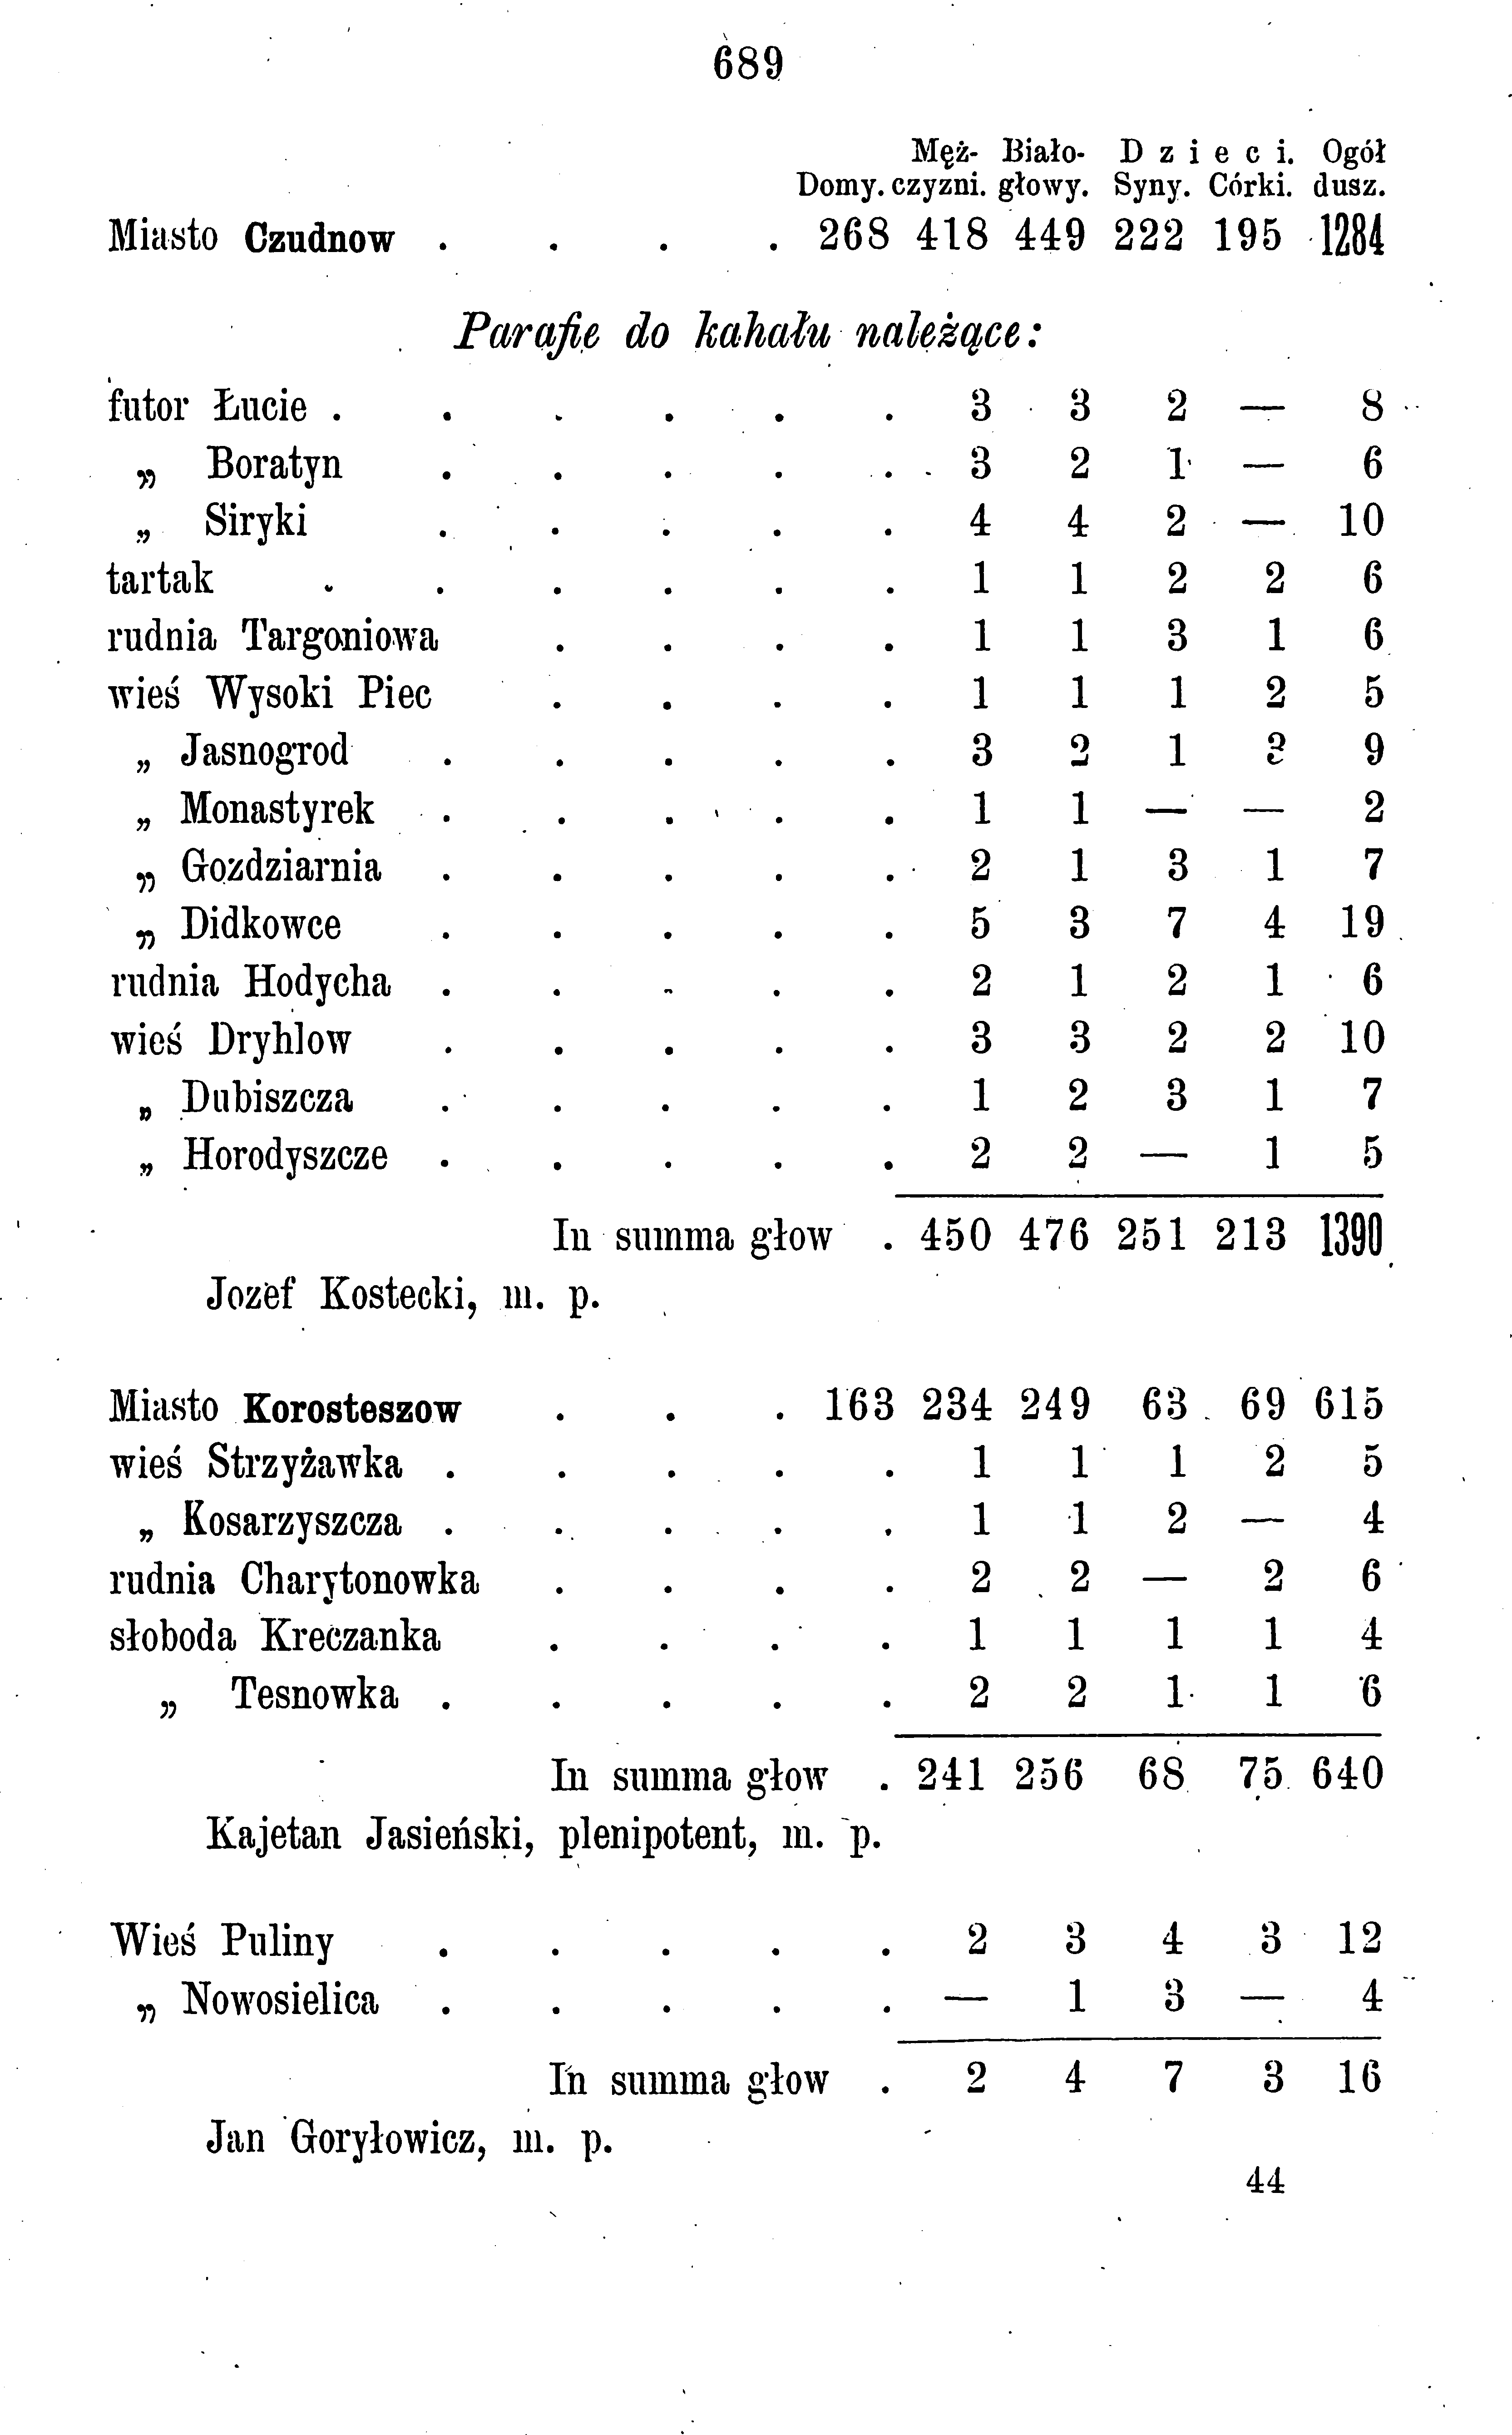 689
Męż- Biało- Dzieci. Ogół
Domy. czyzni. głowy. Syny. Córki. dusz.
Miasto Czudnow . . . . 268 418 449 222 195 1284
Parafie do kahału należące:
futor Łucie . . . . . . 3 3 2 — 8
„ Boratyn . . . . . 3 2 1 — 6
„ Siryki . . . . . 4 4 2 — 10
tartak . . . . . . 1 1 2 2 6
rudnia Targoniowa . . . . 1 1 3 1 6
wieś Wysoki Piec . . . . 1 1 1 2 5
„ Jasnogrod . . . . . 3 2 1 3 9
„ Monastyrek . . . . . 1 1 — — 2
„ Gozdziarnia . . . . . 2 1 3 1 7
„ Didkowce . . . . . 5 3 7 4 19
rudnia Hodycha . . . . . 2 1 2 1 6
wieś Dryhlow . . . . . 3 3 2 2 10
„ Dubiszcza . . . . . 1 2 3 1 7
„ Horodyszcze . . . . . 2 2 — 1 5
In summa głow . 450 476 251 213 1390
Jozef Kostecki, m. p.
Miasto Korosteszow . . . 163 234 249 63 69 615
wieś Strzyżawka . . . . . 1 1 1 2 5
„ Kosarzyszcza . . . . . 1 1 2 — 4
rudnia Charytonowka . . . . 2 2 — 2 6
słoboda Kreczanka . . . . 1 1 1 1 4
„ Tesnowka . . . . . 2 2 1 1 6
In summa głow . 241 256 68 75 640
Kajetan Jasieński, plenipotent, m. p.
Wieś Puliny . . . . . 2 3 4 3 12
„ Nowosielica . . . . . — 1 3 — 4
In summa głow . 2 4 7 3 16
Jan Goryłowicz, m. p.
44